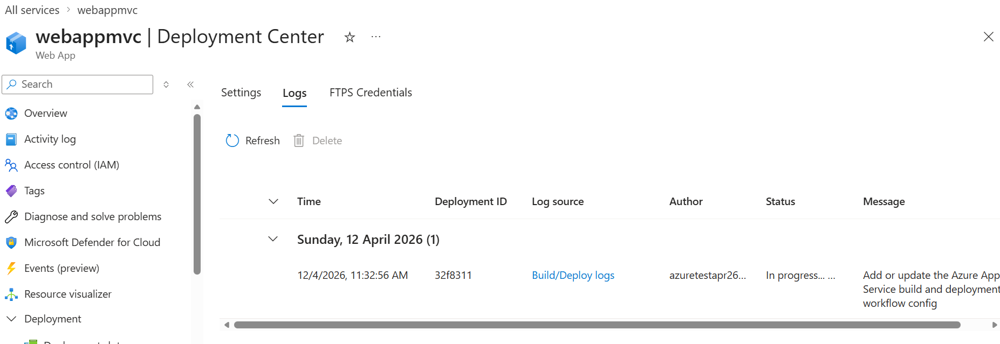 All services > webappmvc
webappmvc | Deployment Center ...
Web App
Search
Overview
Activity log
Access control (IAM)
Tags
Diagnose and solve problems
Microsoft Defender for Cloud
Events (preview)
Resource visualizer
Deployment
Settings Logs FTPS Credentials
Refresh Delete
Time Deployment ID Log source Author Status Message
Sunday, 12 April 2026 (1)
12/4/2026, 11:32:56 AM 32f8311 Build/Deploy logs azuretestapr26... In progress... ... Add or update the Azure App
Service build and deployment
workflow config